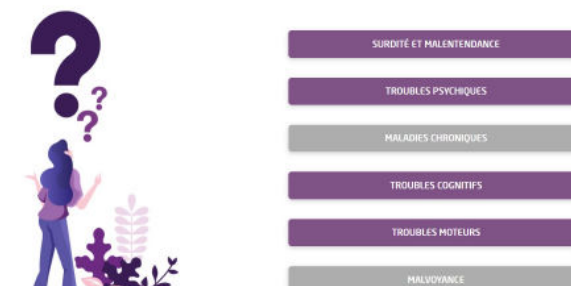 ?
?
?
SURDITÉ ET MALENTENDANCE
TROUBLES PSYCHIQUES
MALADIES CHRONIQUES
TROUBLES COGNITIFS
TROUBLES MOTEURS
MALVOYANCE